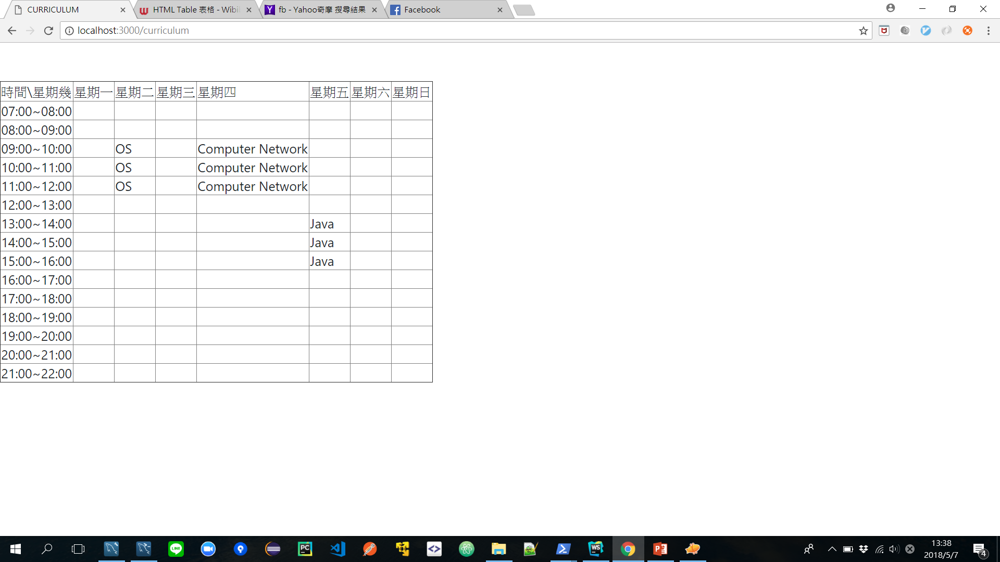 CURRICULUM
HTML Table 表格 - Wibi
fb - Yahoo奇摩 搜尋結果
Facebook
localhost:3000/curriculum
時間\星期幾 星期一 星期二 星期三 星期四 星期五 星期六 星期日
07:00~08:00
08:00~09:00
09:00~10:00 OS Computer Network
10:00~11:00 OS Computer Network
11:00~12:00 OS Computer Network
12:00~13:00
13:00~14:00 Java
14:00~15:00 Java
15:00~16:00 Java
16:00~17:00
17:00~18:00
18:00~19:00
19:00~20:00
20:00~21:00
21:00~22:00
LINE
PC
WS
13:38
2018/5/7
4